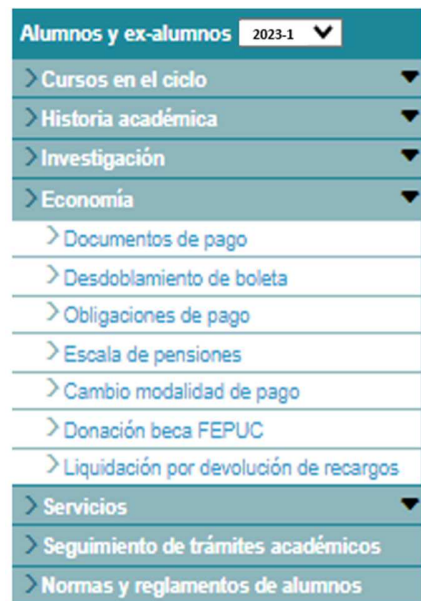 Alumnos y ex-alumnos 2023-1
Cursos en el ciclo
Historia académica
Investigación
Economía
Documentos de pago
Desdoblamiento de boleta
Obligaciones de pago
Escala de pensiones
Cambio modalidad de pago
Donación beca FEPUC
Liquidación por devolución de recargos
Servicios
Seguimiento de trámites académicos
Normas y reglamentos de alumnos